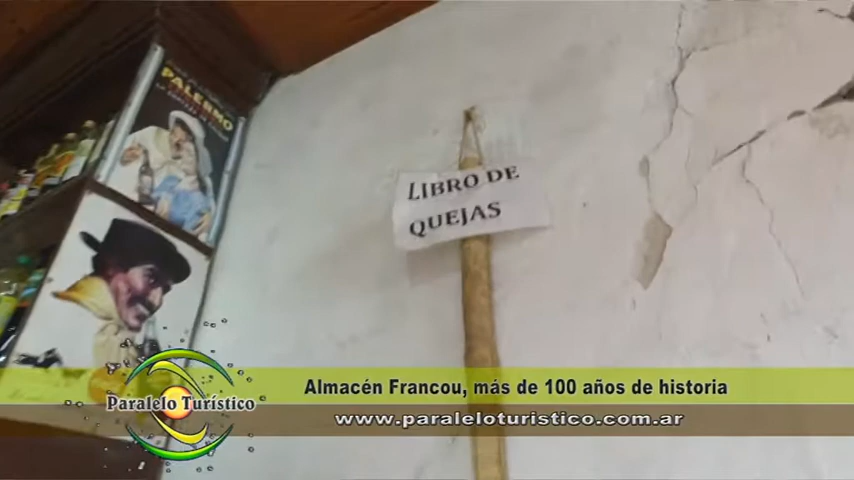 PALERMO
LIBRO DE
QUEJAS
Almacén Francou, más de 100 años de historia
Paralelo Turístico
www.paraleloturistico.com.ar